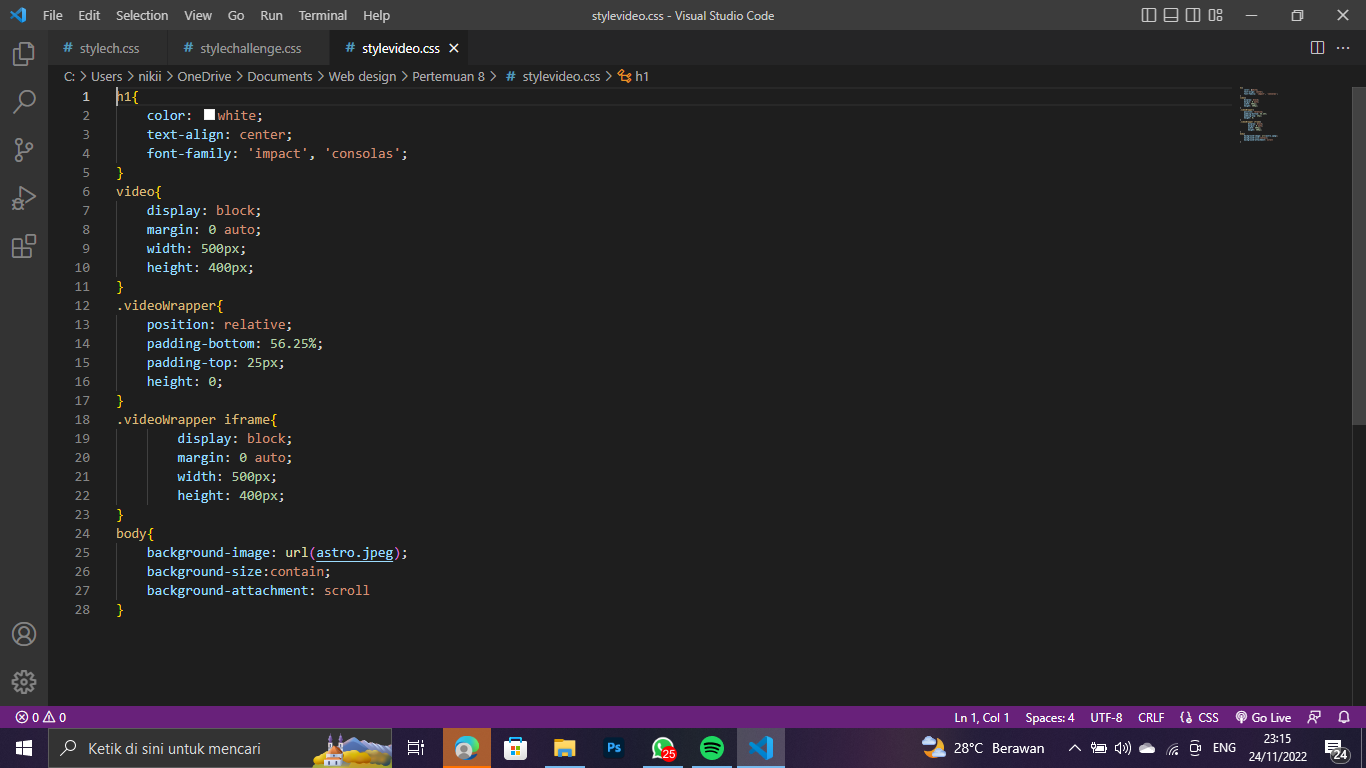 File Edit Selection View Go Run Terminal Help stylevideo.css - Visual Studio Code
# stylech.css # stylechallenge.css # stylevideo.css
C: > Users > nikii > OneDrive > Documents > Web design > Pertemuan 8 > # stylevideo.css > h1
1 h1{
2 color: white;
3 text-align: center;
4 font-family: 'impact', 'consolas';
5 }
6 video{
7 display: block;
8 margin: 0 auto;
9 width: 500px;
10 height: 400px;
11 }
12 .videoWrapper{
13 position: relative;
14 padding-bottom: 56.25%;
15 padding-top: 25px;
16 height: 0;
17 }
18 .videoWrapper iframe{
19 display: block;
20 margin: 0 auto;
21 width: 500px;
22 height: 400px;
23 }
24 body{
25 background-image: url(astro.jpeg);
26 background-size:contain;
27 background-attachment: scroll
28 }
0 0 Ln 1, Col 1 Spaces: 4 UTF-8 CRLF CSS Go Live
Ketik di sini untuk mencari Ps 25 28°C Berawan ENG 23:15
24/11/2022 24